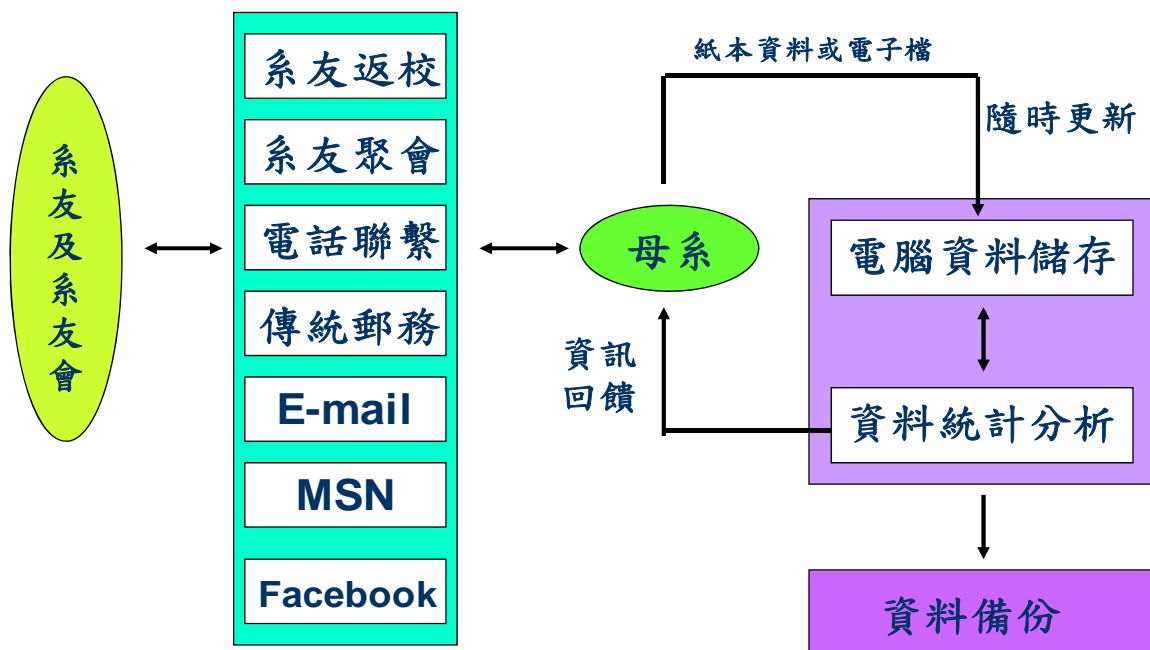 系友及系友會
系友返校
系友聚會
電話聯繫
傳統郵務
E-mail
MSN
Facebook
母系
紙本資料或電子檔
隨時更新
電腦資料儲存
資料統計分析
資訊
回饋
資料備份